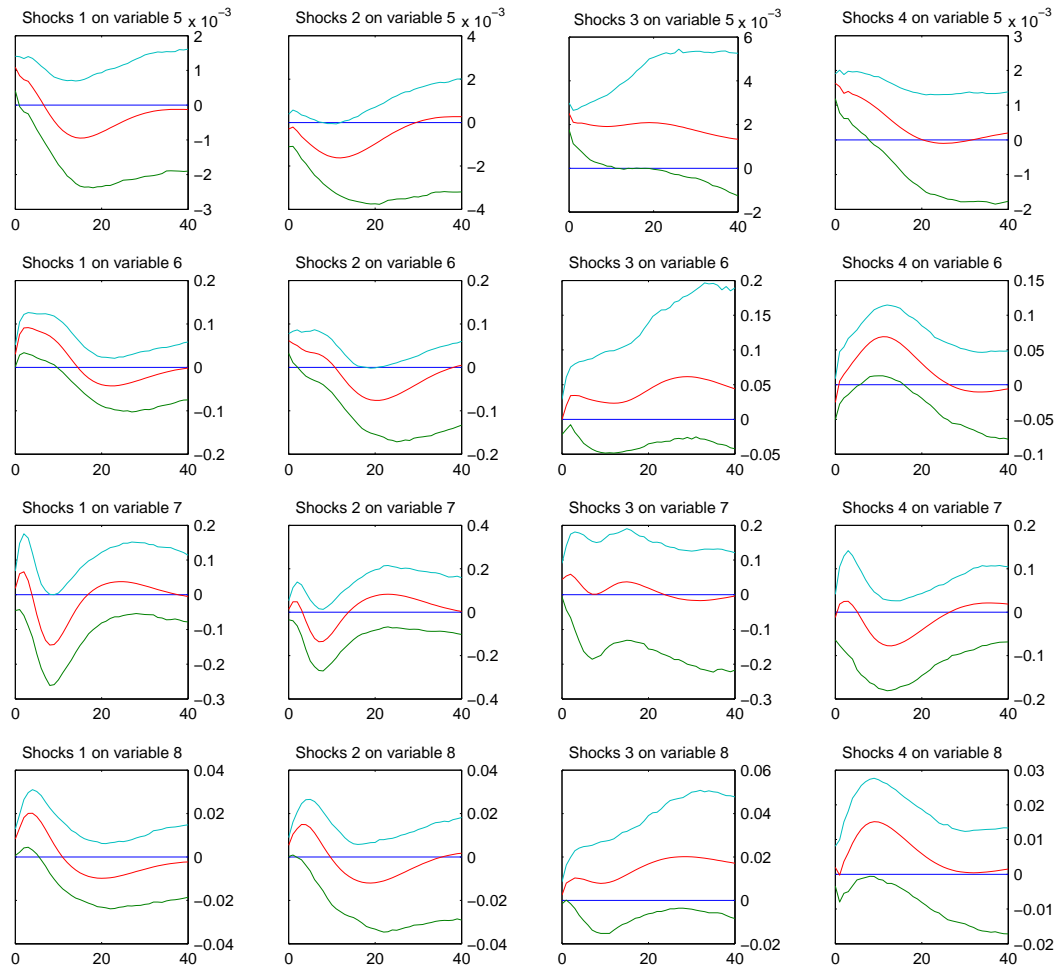 Shocks 1 on variable 5 x 10⁻³
2
1
0
−1
−2
−3
0 20 40
Shocks 2 on variable 5 x 10⁻³
4
2
0
−2
−4
0 20 40
Shocks 3 on variable 5 x 10⁻³
6
4
2
0
−2
0 20 40
Shocks 4 on variable 5 x 10⁻³
3
2
1
0
−1
−2
0 20 40
Shocks 1 on variable 6
0.2
0.1
0
−0.1
−0.2
0 20 40
Shocks 2 on variable 6
0.2
0.1
0
−0.1
−0.2
0 20 40
Shocks 3 on variable 6
0.2
0.15
0.1
0.05
0
−0.05
0 20 40
Shocks 4 on variable 6
0.15
0.1
0.05
0
−0.05
−0.1
0 20 40
Shocks 1 on variable 7
0.2
0.1
0
−0.1
−0.2
−0.3
0 20 40
Shocks 2 on variable 7
0.4
0.2
0
−0.2
−0.4
0 20 40
Shocks 3 on variable 7
0.2
0.1
0
−0.1
−0.2
−0.3
0 20 40
Shocks 4 on variable 7
0.2
0.1
0
−0.1
−0.2
0 20 40
Shocks 1 on variable 8
0.04
0.02
0
−0.02
−0.04
0 20 40
Shocks 2 on variable 8
0.04
0.02
0
−0.02
−0.04
0 20 40
Shocks 3 on variable 8
0.06
0.04
0.02
0
−0.02
0 20 40
Shocks 4 on variable 8
0.03
0.02
0.01
0
−0.01
−0.02
0 20 40